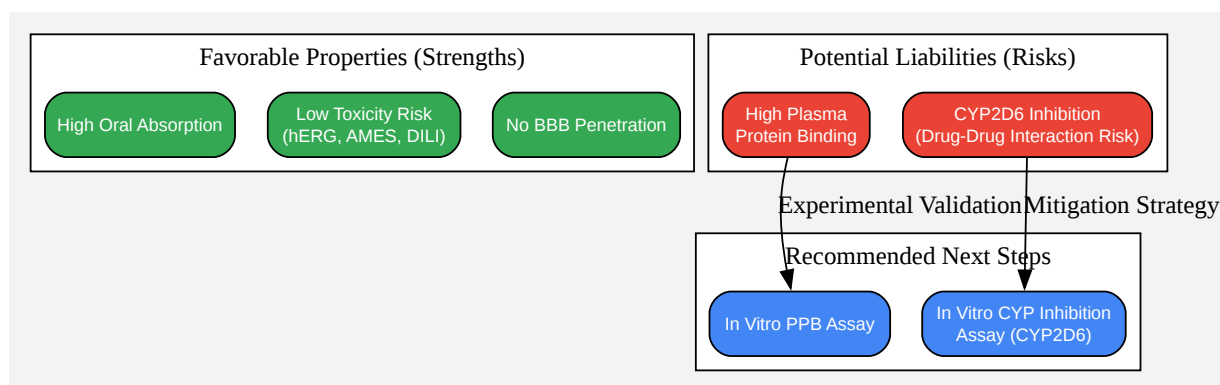 Favorable Properties (Strengths)
High Oral Absorption
Low Toxicity Risk
(hERG, AMES, DILI)
No BBB Penetration
Potential Liabilities (Risks)
High Plasma
Protein Binding
CYP2D6 Inhibition
(Drug-Drug Interaction Risk)
Experimental Validation
Mitigation Strategy
Recommended Next Steps
In Vitro PPB Assay
In Vitro CYP Inhibition
Assay (CYP2D6)